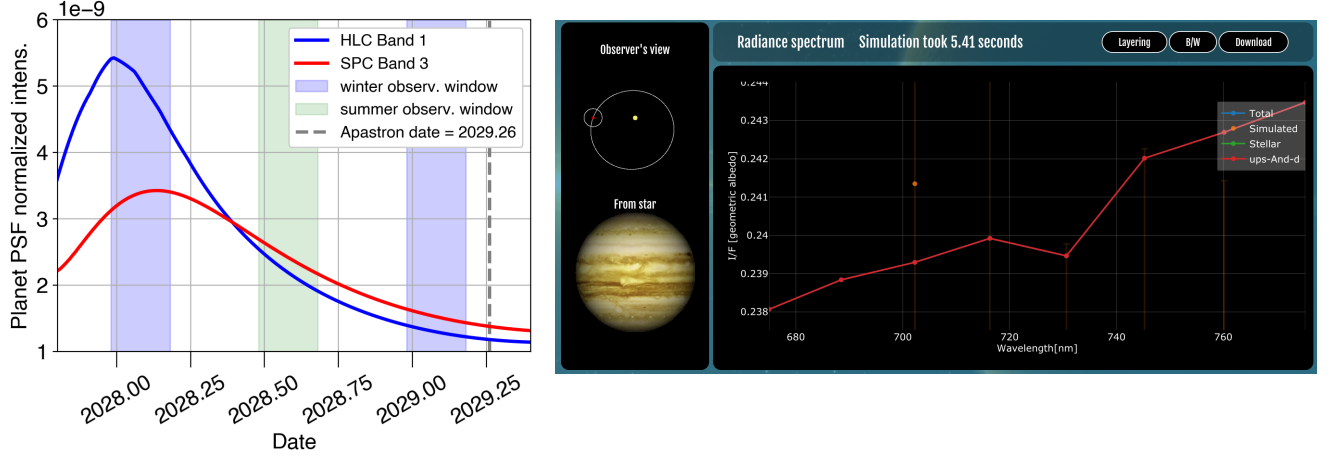 1e−9
6
5
4
3
2
1
Planet PSF normalized intens.
HLC Band 1
SPC Band 3
winter observ. window
summer observ. window
Apastron date = 2029.26
2028.00
2028.25
2028.50
2028.75
2029.00
2029.25
Date
Observer's view
From star
Radiance spectrum
Simulation took 5.41 seconds
Layering
B/W
Download
0.244
0.243
0.242
0.241
0.24
0.239
0.238
I/F [geometric albedo]
Total
Simulated
Stellar
ups-And-d
680
700
720
740
760
Wavelength[nm]